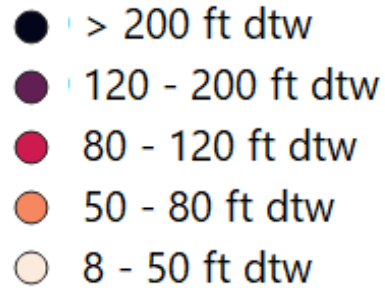 > 200 ft dtw
120 - 200 ft dtw
80 - 120 ft dtw
50 - 80 ft dtw
8 - 50 ft dtw